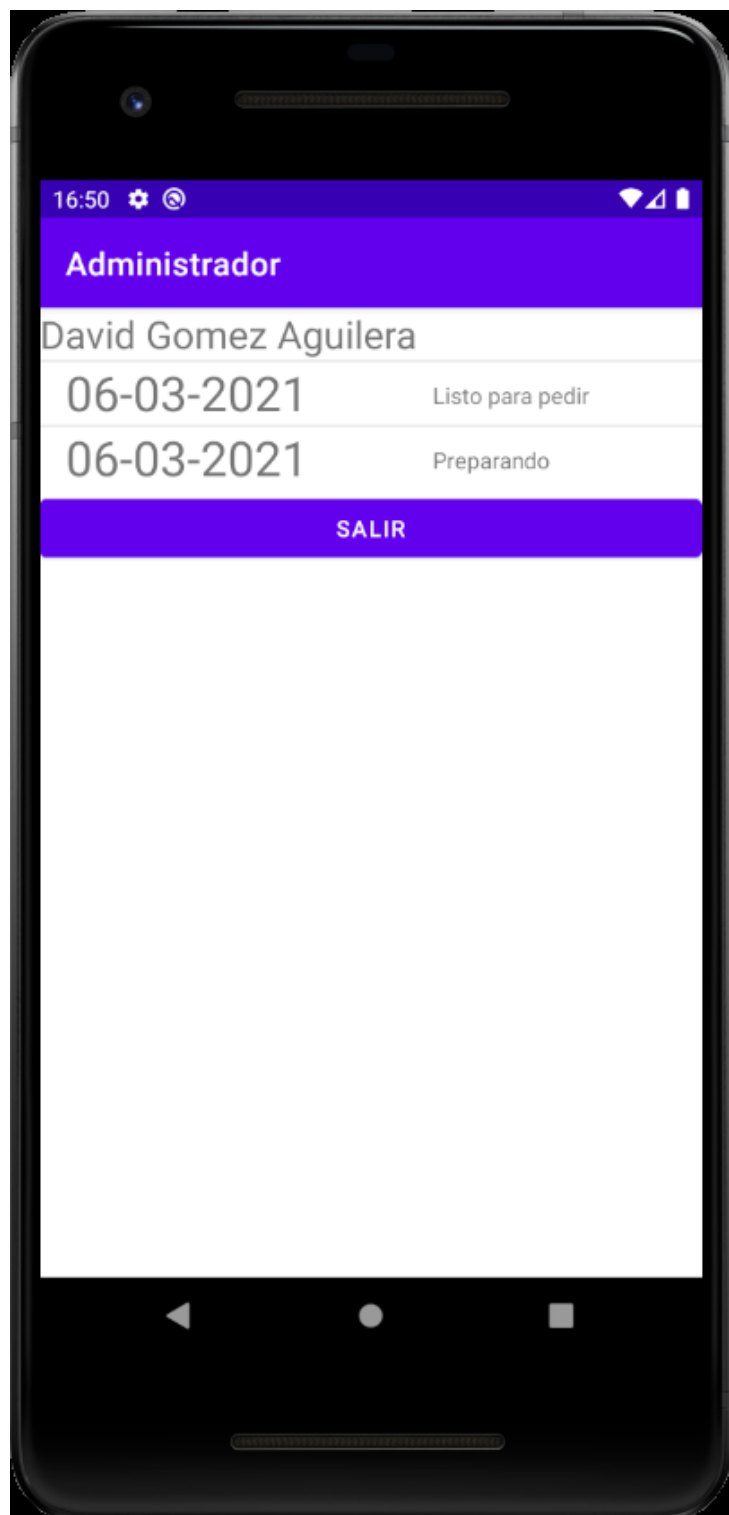 16:50
Administrador
David Gomez Aguilera
06-03-2021 Listo para pedir
06-03-2021 Preparando
SALIR